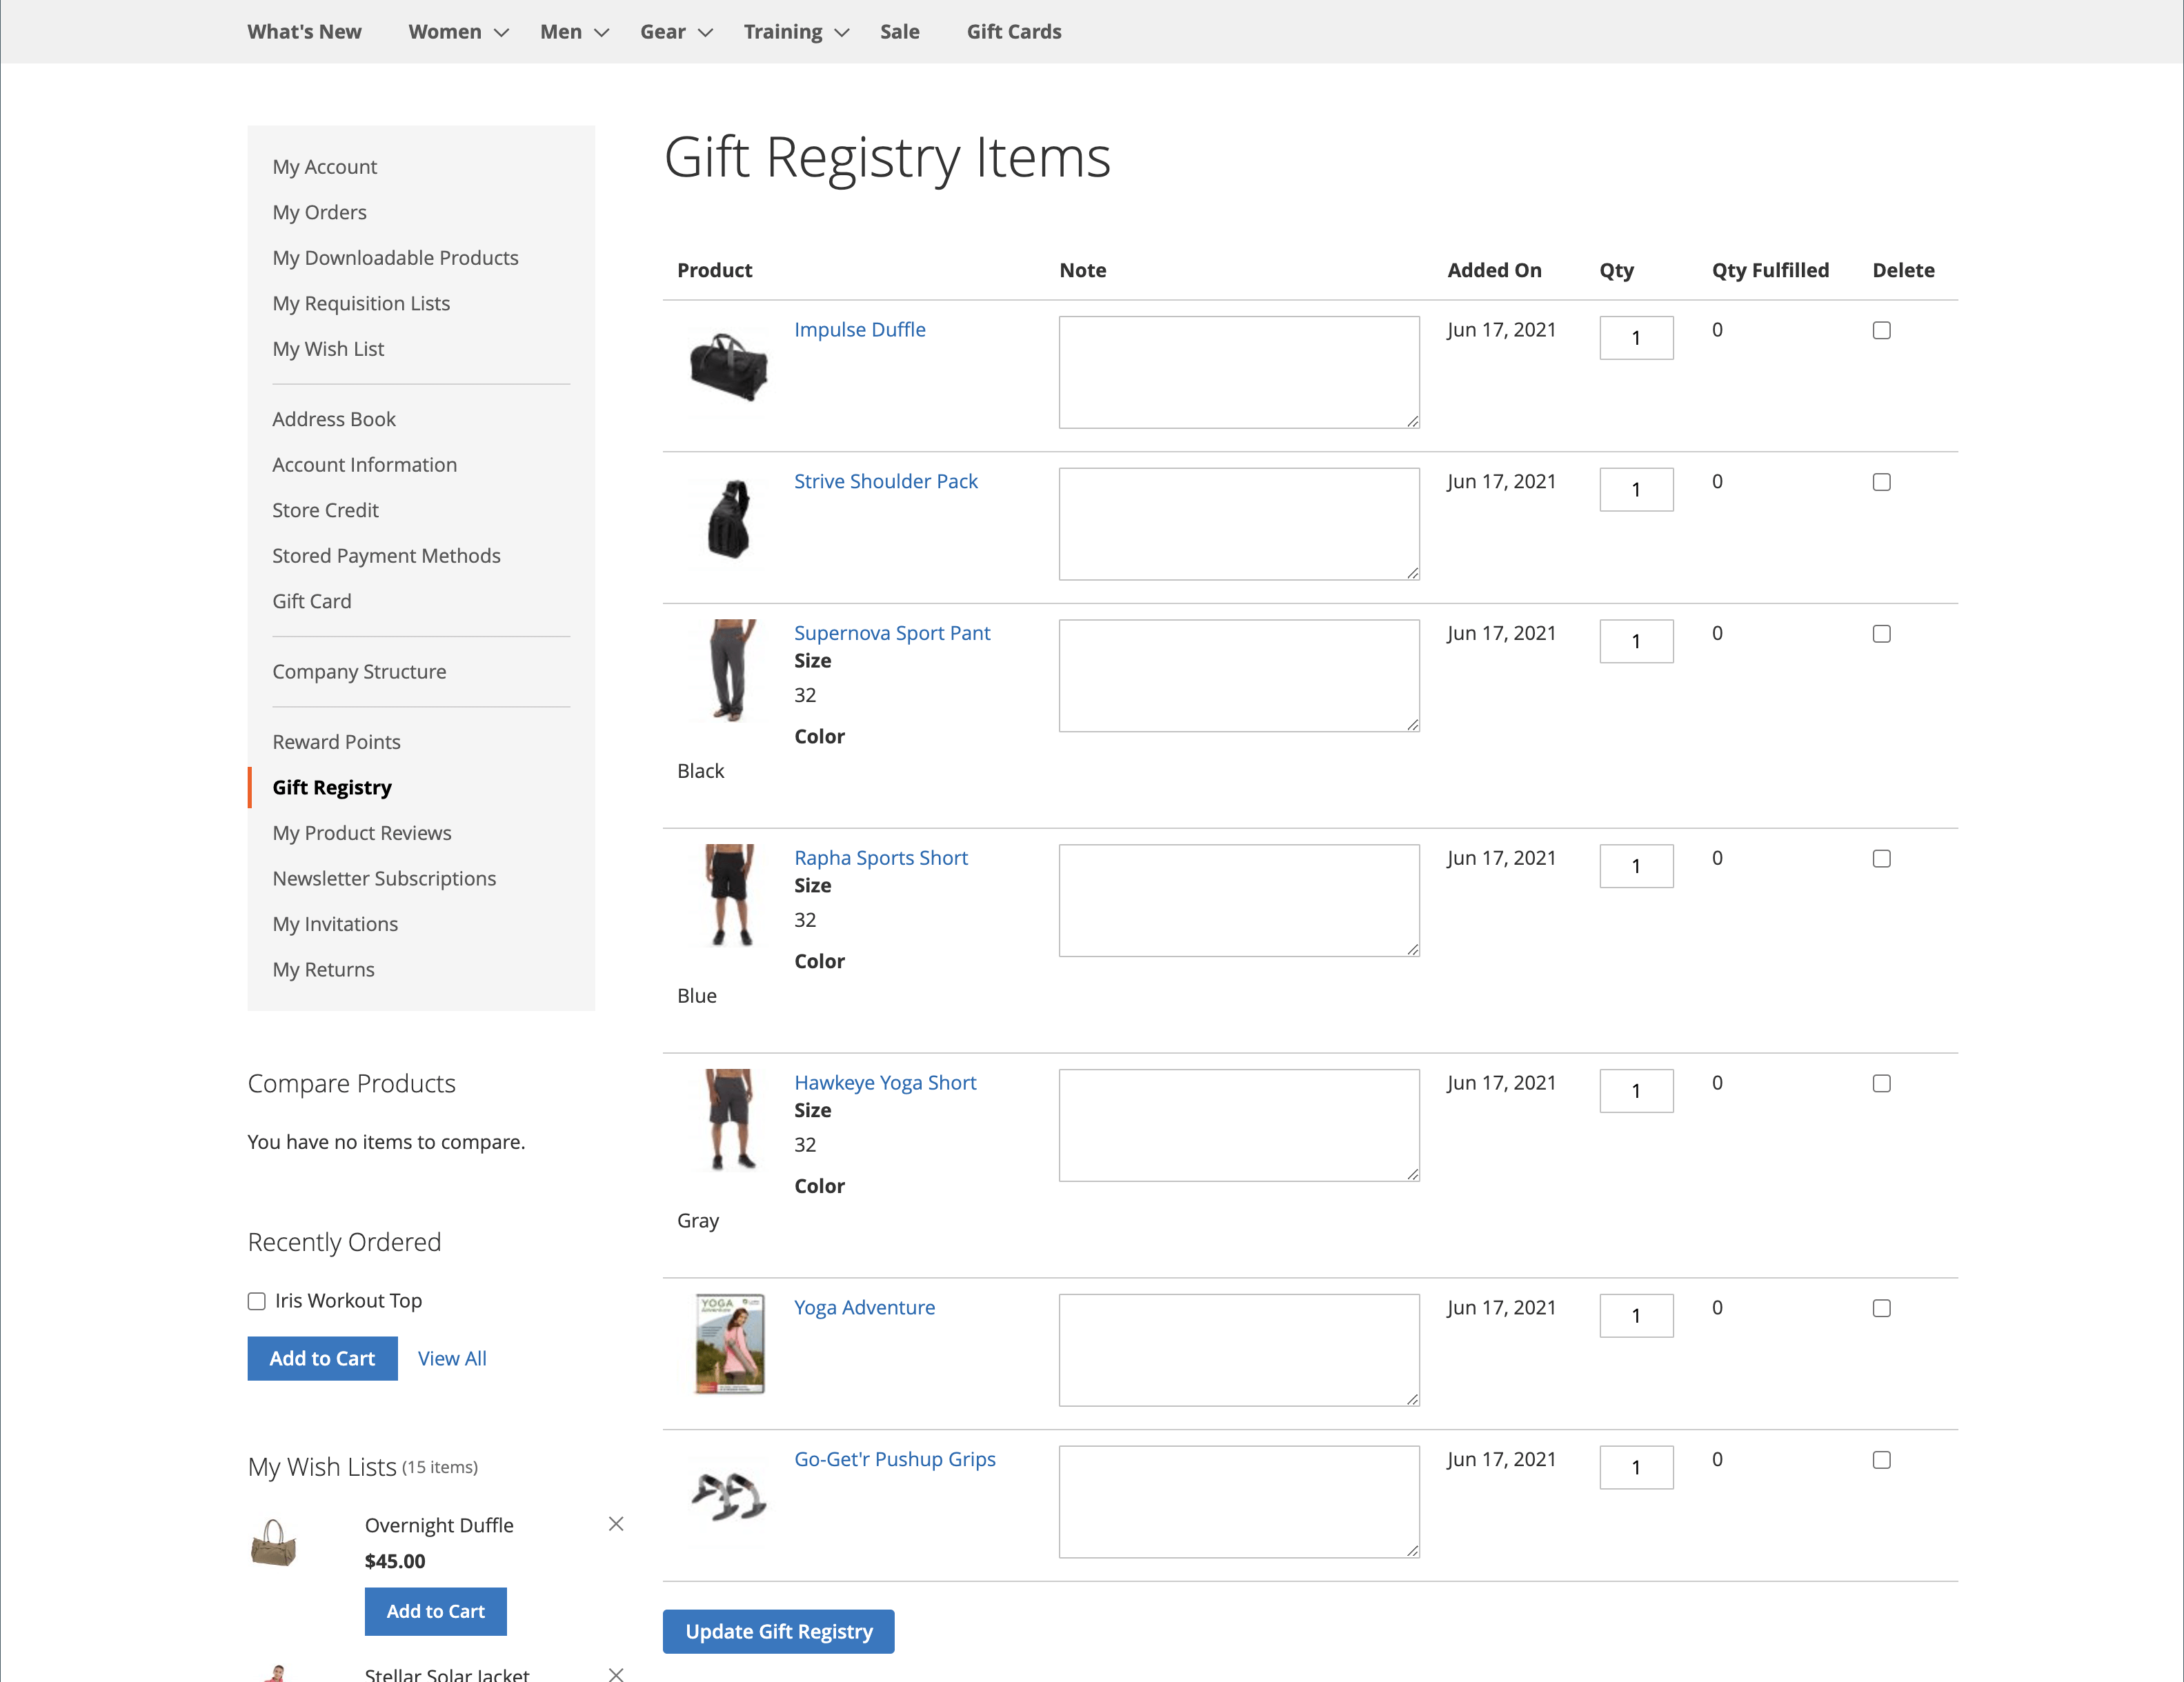 What's New Women Men Gear Training Sale Gift Cards
My Account
My Orders
My Downloadable Products
My Requisition Lists
My Wish List
Address Book
Account Information
Store Credit
Stored Payment Methods
Gift Card
Company Structure
Reward Points
Gift Registry
My Product Reviews
Newsletter Subscriptions
My Invitations
My Returns
Compare Products
You have no items to compare.
Recently Ordered
Iris Workout Top
Add to Cart View All
My Wish Lists (15 items)
Overnight Duffle
$45.00
Add to Cart
Stellar Solar Jacket
Gift Registry Items
Product Note Added On Qty Qty Fulfilled Delete
Impulse Duffle Jun 17, 2021 1 0
Strive Shoulder Pack Jun 17, 2021 1 0
Supernova Sport Pant Jun 17, 2021 1 0
Size
32
Color
Black
Rapha Sports Short Jun 17, 2021 1 0
Size
32
Color
Blue
Hawkeye Yoga Short Jun 17, 2021 1 0
Size
32
Color
Gray
YOGA
Adventure
Yoga Adventure Jun 17, 2021 1 0
Go-Get'r Pushup Grips Jun 17, 2021 1 0
Update Gift Registry